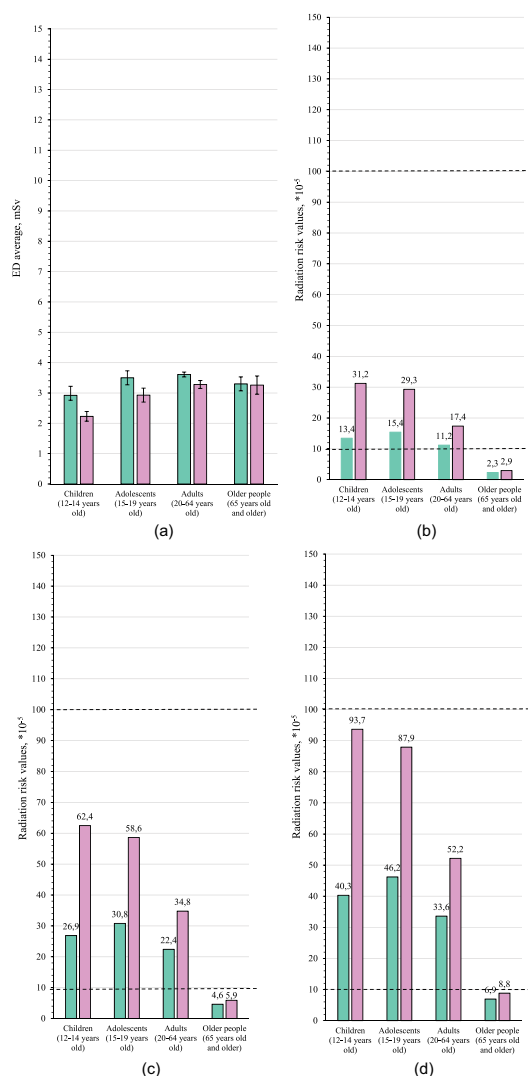 15
14
13
12
11
10
9
8
7
6
5
4
3
2
1
0
ED average, mSv
Children
(12-14 years
old)
Adolescents
(15-19 years
old)
Adults
(20-64 years
old)
Older people
(65 years old
and older)
(a)
150
140
130
120
110
100
90
80
70
60
50
40
30
20
10
0
Radiation risk values, *10-5
13,4
31,2
15,4
29,3
11,2
17,4
2,3
2,9
Children
(12-14 years
old)
Adolescents
(15-19 years
old)
Adults
(20-64 years
old)
Older people
(65 years old
and older)
(b)
150
140
130
120
110
100
90
80
70
60
50
40
30
20
10
0
Radiation risk values, *10-5
26,9
62,4
30,8
58,6
22,4
34,8
4,6
5,9
Children
(12-14 years
old)
Adolescents
(15-19 years
old)
Adults
(20-64 years
old)
Older people
(65 years old
and older)
(c)
150
140
130
120
110
100
90
80
70
60
50
40
30
20
10
0
Radiation risk values, *10-5
40,3
93,7
46,2
87,9
33,6
52,2
6,9
8,8
Children
(12-14 years
old)
Adolescents
(15-19 years
old)
Adults
(20-64 years
old)
Older people
(65 years old
and older)
(d)